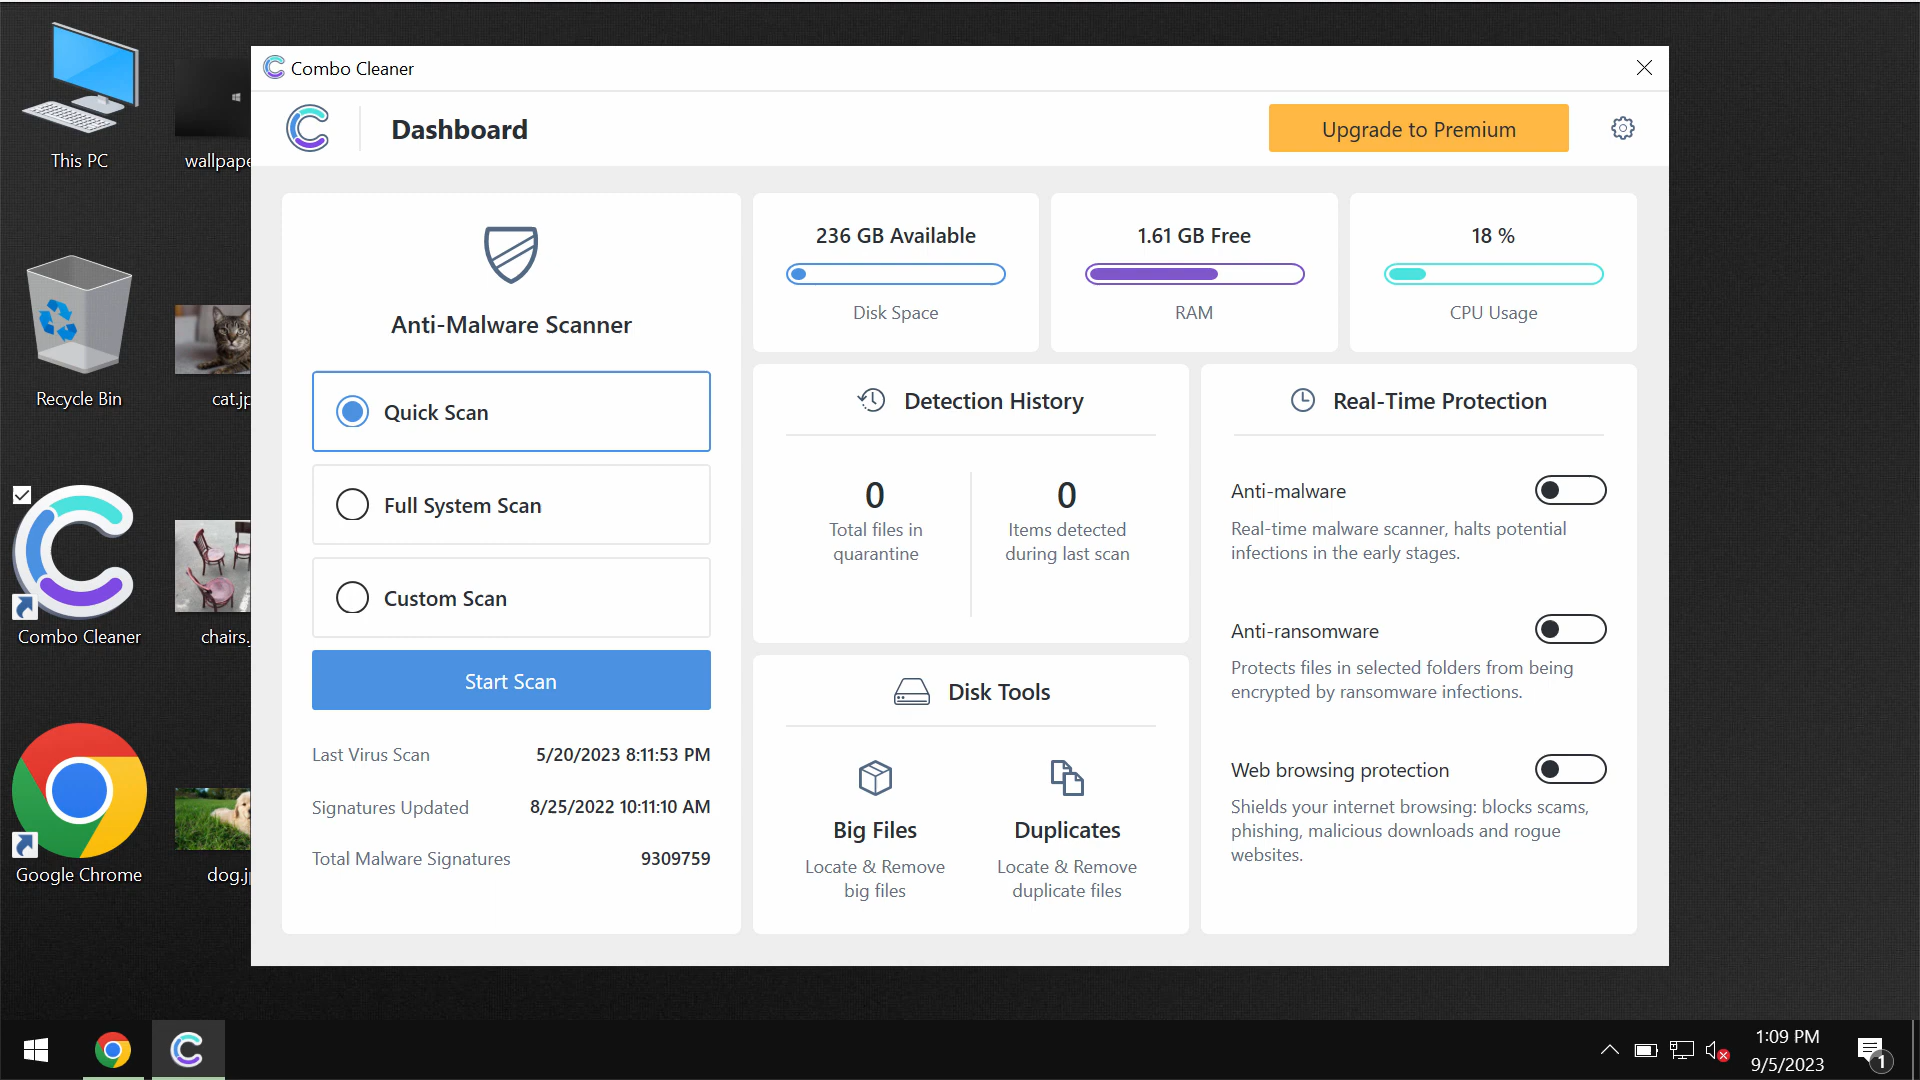 This PC
wallpape
Recycle Bin
cat.jp
Combo Cleaner
chairs.
Google Chrome
dog.j
Combo Cleaner
Dashboard
Upgrade to Premium
Anti-Malware Scanner
Quick Scan
Full System Scan
Custom Scan
Start Scan
Last Virus Scan 5/20/2023 8:11:53 PM
Signatures Updated 8/25/2022 10:11:10 AM
Total Malware Signatures 9309759
236 GB Available
Disk Space
1.61 GB Free
RAM
18 %
CPU Usage
Detection History
0
Total files in
quarantine
0
Items detected
during last scan
Disk Tools
Big Files
Locate & Remove
big files
Duplicates
Locate & Remove
duplicate files
Real-Time Protection
Anti-malware
Real-time malware scanner, halts potential
infections in the early stages.
Anti-ransomware
Protects files in selected folders from being
encrypted by ransomware infections.
Web browsing protection
Shields your internet browsing: blocks scams,
phishing, malicious downloads and rogue
websites.
1:09 PM
9/5/2023
1